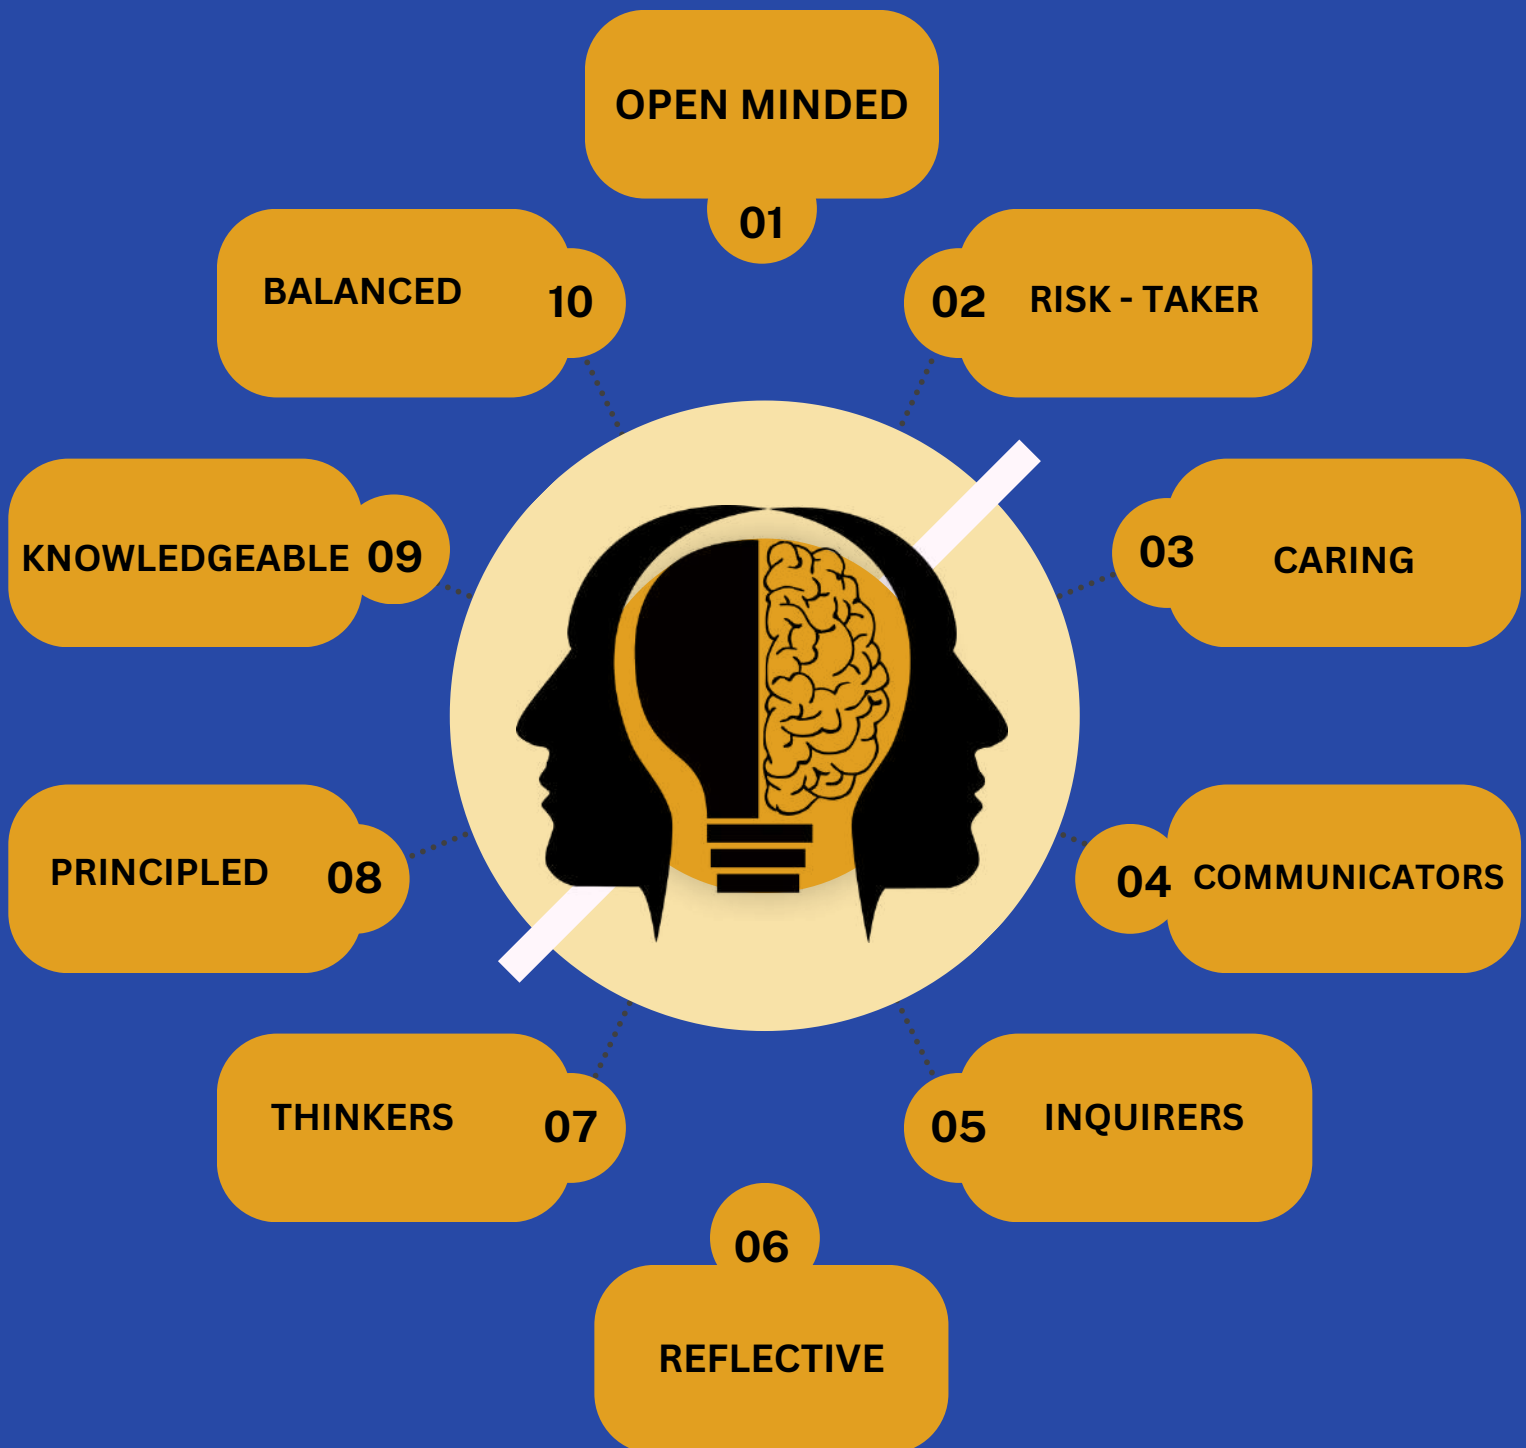 OPEN MINDED
01
02 RISK - TAKER
03 CARING
04 COMMUNICATORS
05 INQUIRERS
06
REFLECTIVE
THINKERS 07
PRINCIPLED 08
KNOWLEDGEABLE 09
BALANCED 10